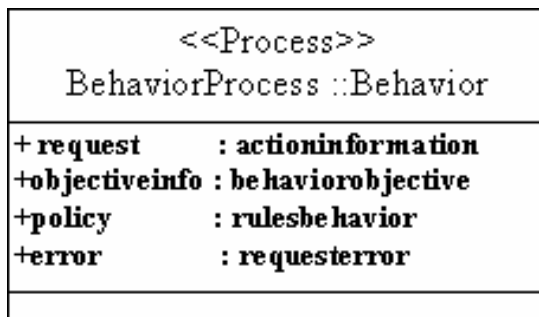 <<Process>>
BehaviorProcess ::Behavior
+ request : actioninformation
+objectiveinfo : behaviorobjective
+policy : rulesbehavior
+error : requesterror